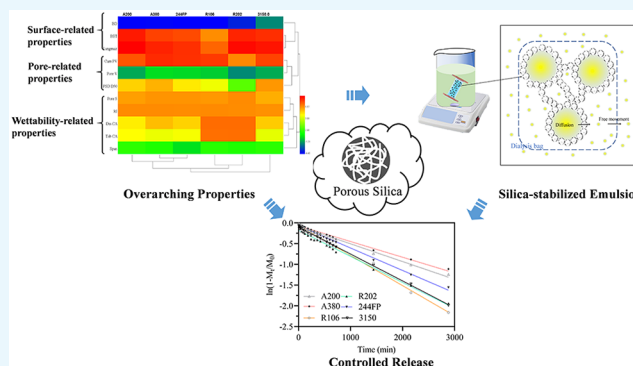 A200 A380 244FP R106 R202 3150 B
Surface-related
properties
Pore-related
properties
Wettability-related
properties
BET
Overarching Properties
Porous Silica
Diffusion
Free movement
Dialysis bag
Silica-stabilized Emulsion
ln(1-Mt/M0)
0.0
-0.5
-1.0
-1.5
-2.0
-2.5
A200 R202
A380 244FP
R106 3150
0 1000 2000 3000
Time (min)
Controlled Release